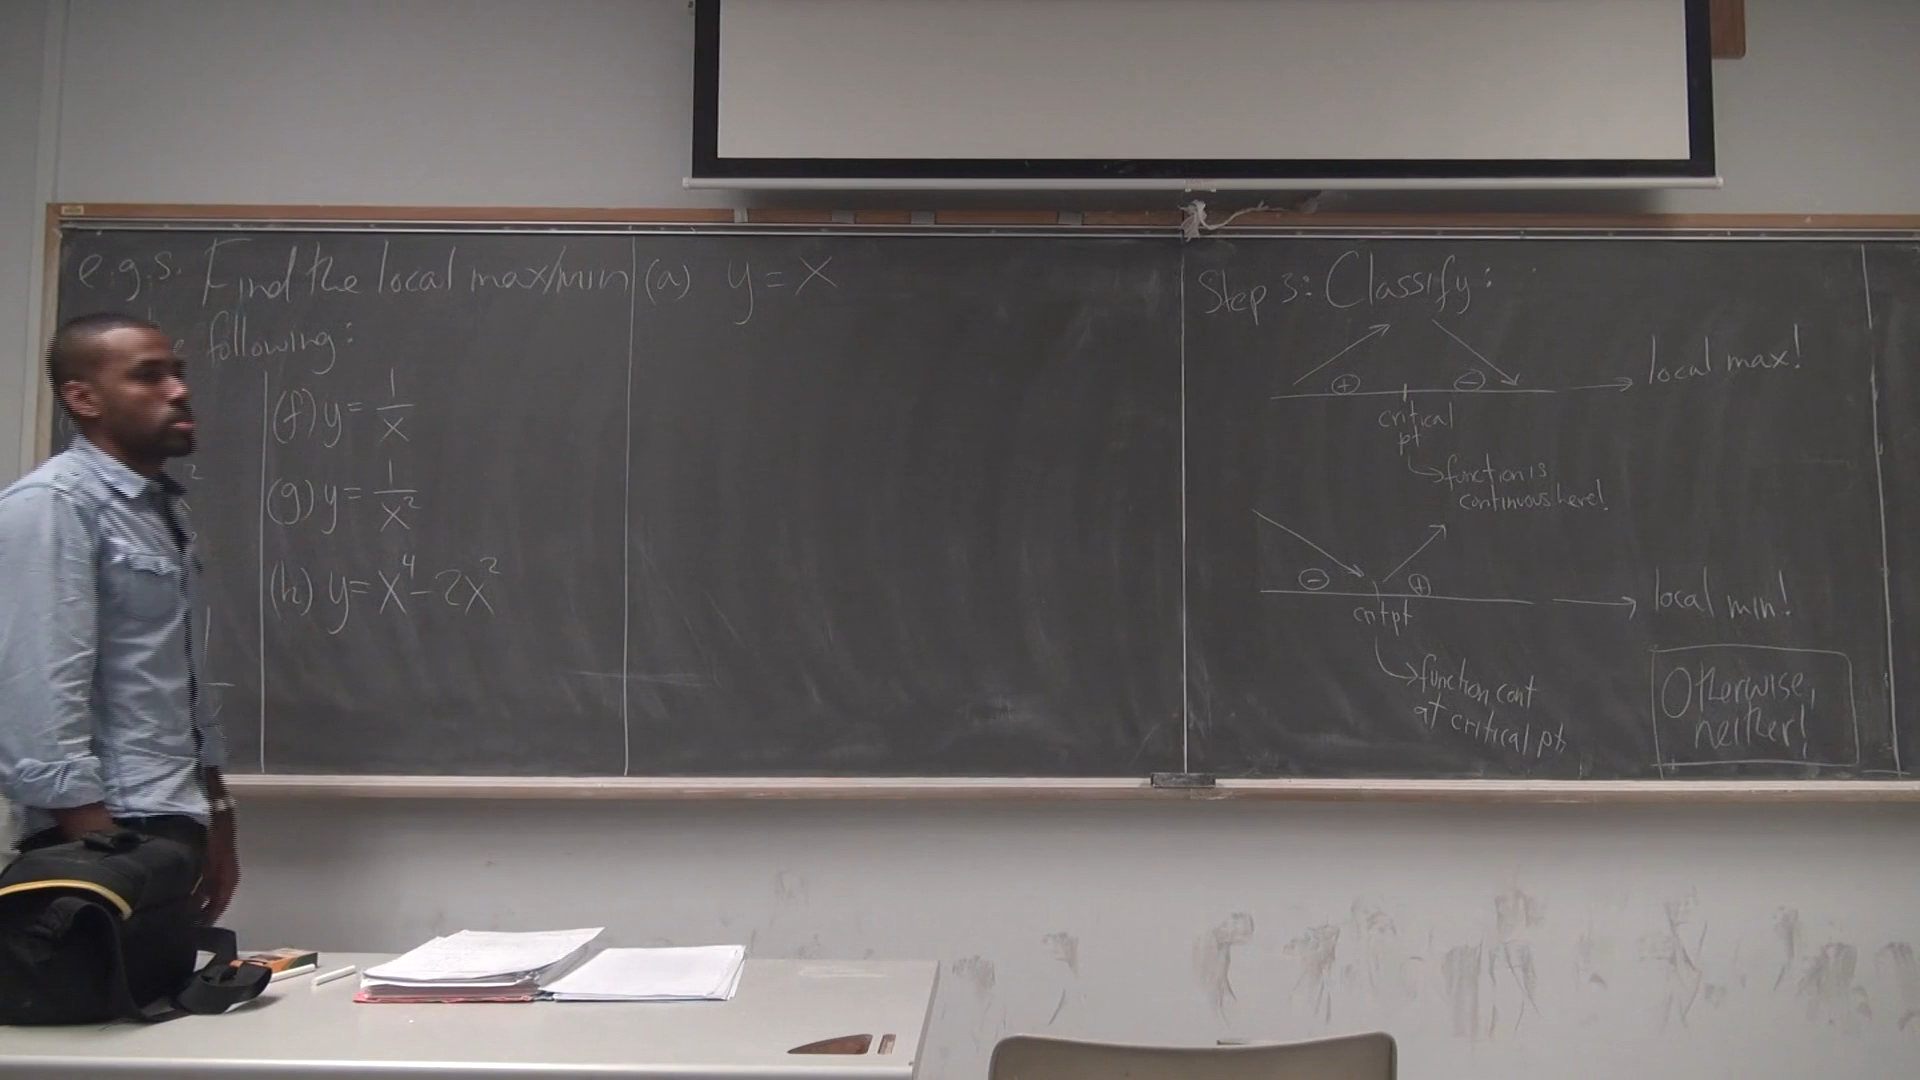 e.g.s. Find the local max/min
following:
(f) y = 1/x
(g) y = 1/x²
(h) y = x⁴ - 2x²
(a) y = x
Step 3: Classify:
⊕ ⊖ → local max!
critical
pt
↳ function is
continuous here!
⊖ ⊕ → local min!
crit pt
↳ function cont
at critical pt.
Otherwise,
neither!